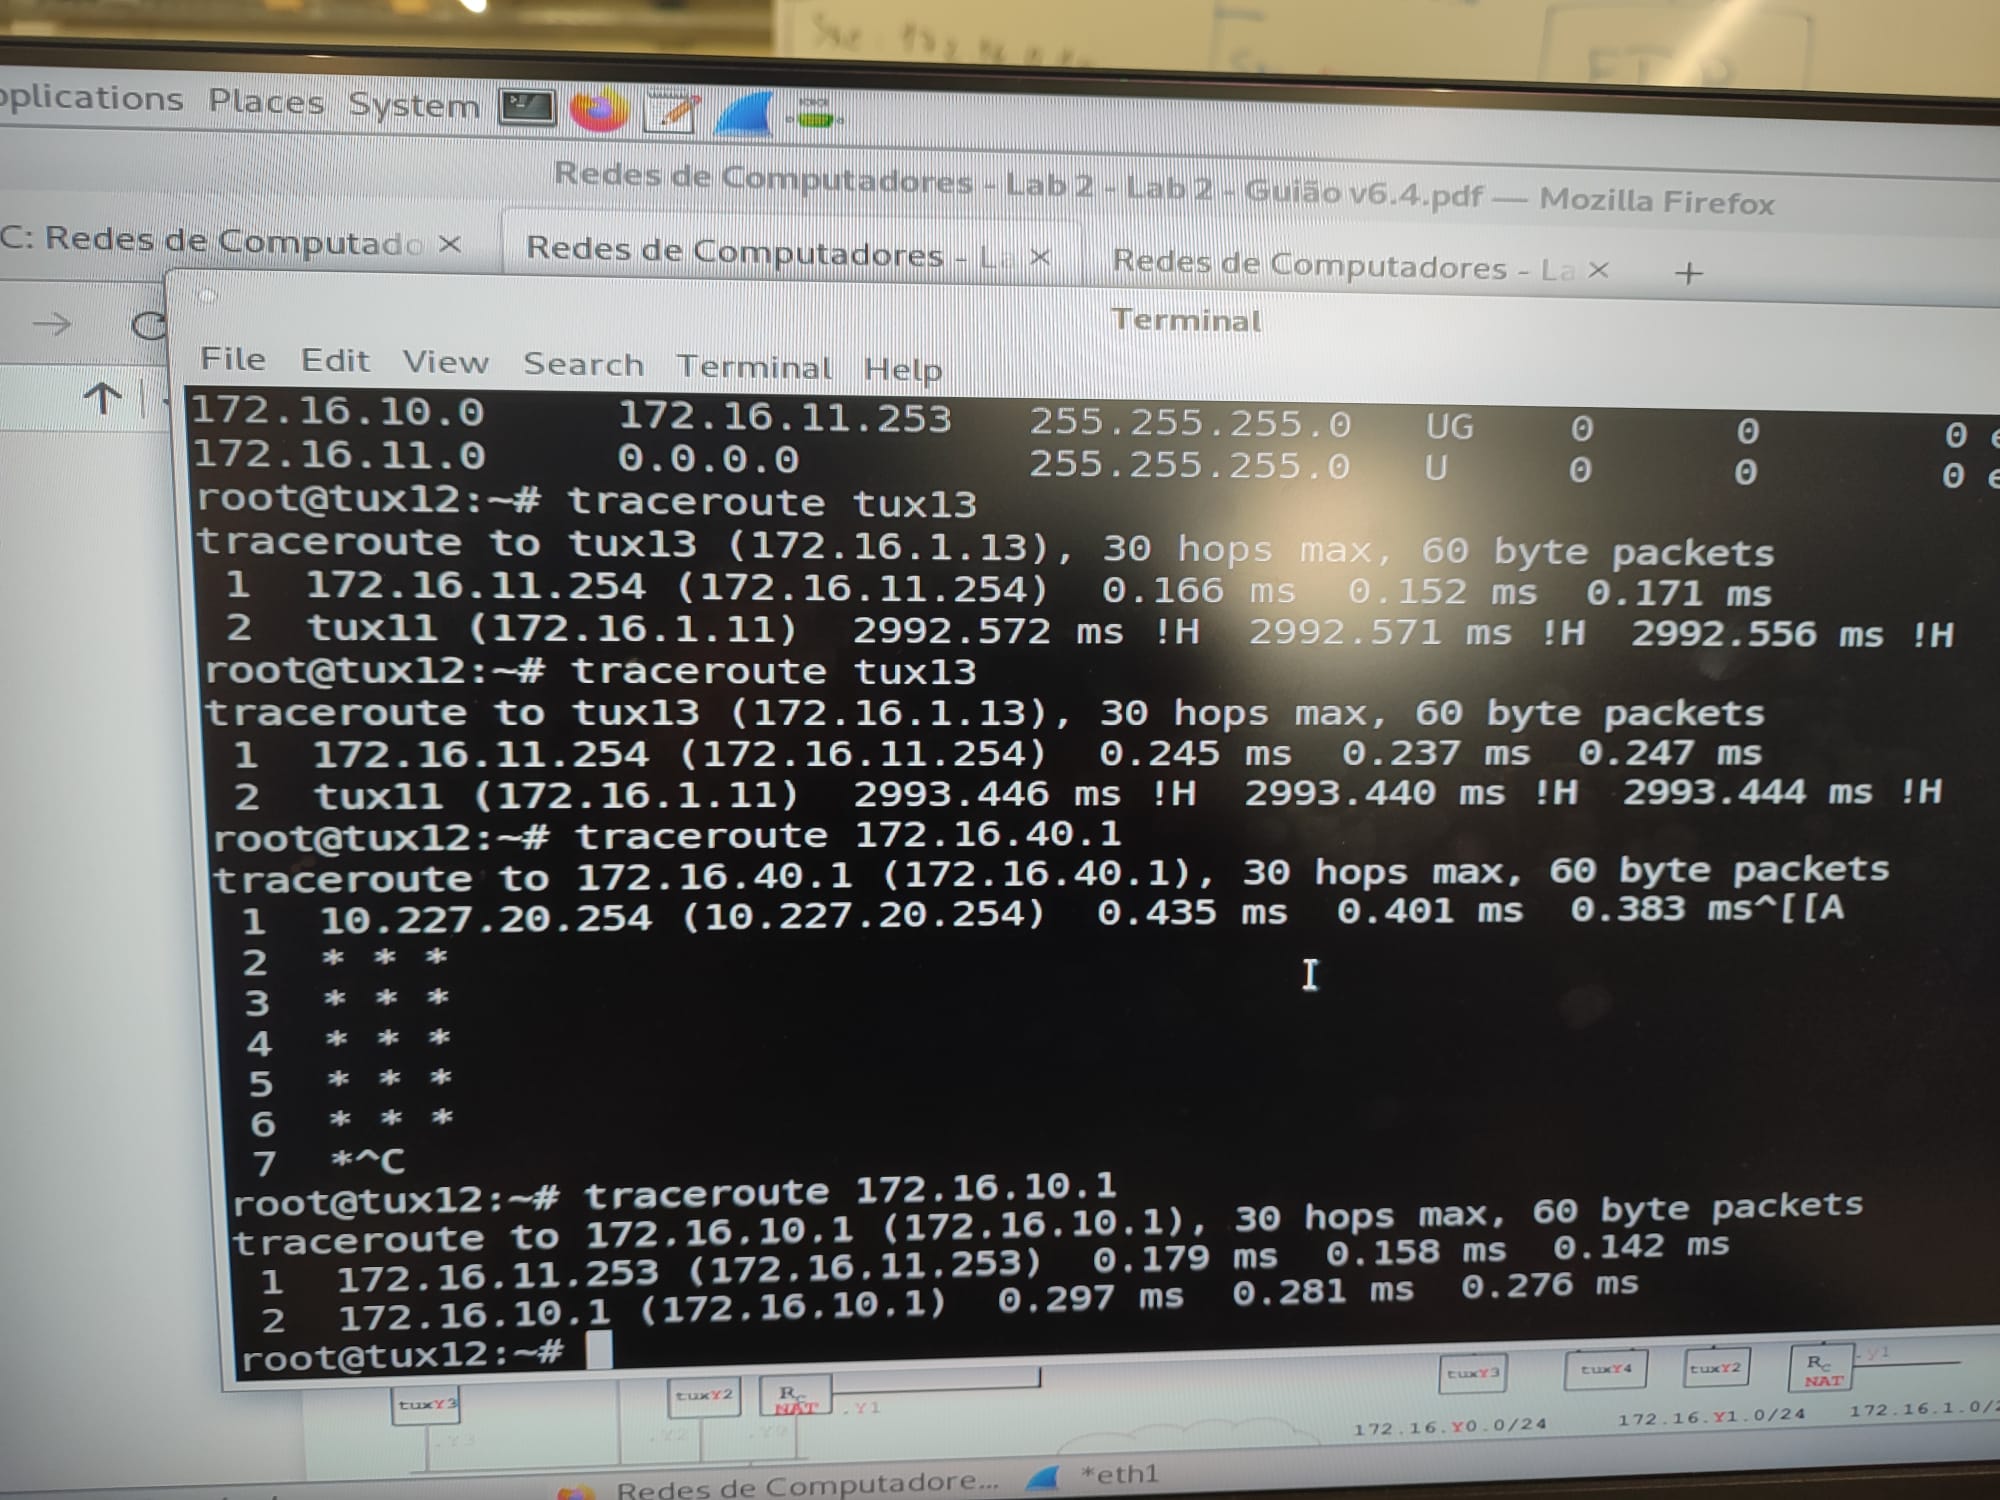 pplications Places System
Redes de Computadores - Lab 2 - Lab 2 - Guião v6.4.pdf — Mozilla Firefox
C: Redes de Computado × Redes de Computadores - La × Redes de Computadores - La × +
Terminal
File Edit View Search Terminal Help
172.16.10.0 172.16.11.253 255.255.255.0 UG 0 0 0 e
172.16.11.0 0.0.0.0 255.255.255.0 U 0 0 0 e
root@tux12:~# traceroute tux13
traceroute to tux13 (172.16.1.13), 30 hops max, 60 byte packets
1 172.16.11.254 (172.16.11.254) 0.166 ms 0.152 ms 0.171 ms
2 tux11 (172.16.1.11) 2992.572 ms !H 2992.571 ms !H 2992.556 ms !H
root@tux12:~# traceroute tux13
traceroute to tux13 (172.16.1.13), 30 hops max, 60 byte packets
1 172.16.11.254 (172.16.11.254) 0.245 ms 0.237 ms 0.247 ms
2 tux11 (172.16.1.11) 2993.446 ms !H 2993.440 ms !H 2993.444 ms !H
root@tux12:~# traceroute 172.16.40.1
traceroute to 172.16.40.1 (172.16.40.1), 30 hops max, 60 byte packets
1 10.227.20.254 (10.227.20.254) 0.435 ms 0.401 ms 0.383 ms^[[A
2 * * *
3 * * *
4 * * *
5 * * *
6 * * *
7 *^C
root@tux12:~# traceroute 172.16.10.1
traceroute to 172.16.10.1 (172.16.10.1), 30 hops max, 60 byte packets
1 172.16.11.253 (172.16.11.253) 0.179 ms 0.158 ms 0.142 ms
2 172.16.10.1 (172.16.10.1) 0.297 ms 0.281 ms 0.276 ms
root@tux12:~#
tuxY3 tuxY2 Rc NAT .Y1 tuxY3 tuxY4 tuxY2 Rc NAT .y1
172.16.Y0.0/24 172.16.Y1.0/24 172.16.1.0/2
Redes de Computadore... *eth1